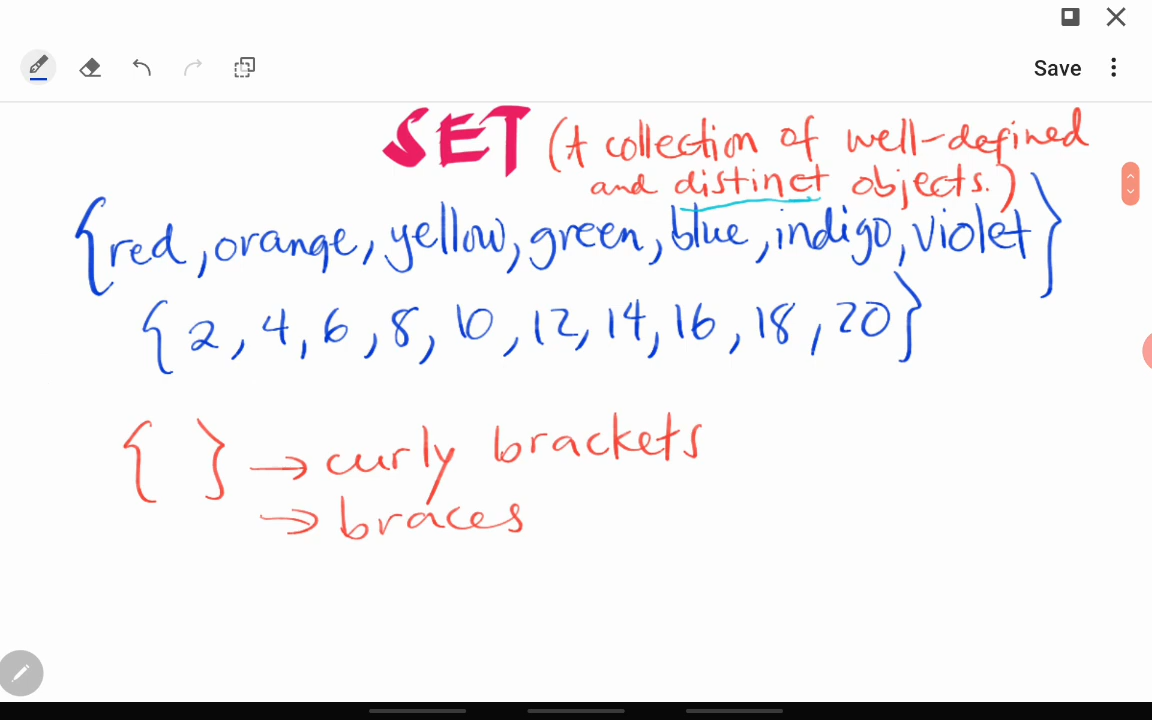 Save
SET (A collection of well-defined
and distinct objects.)
{red, orange, yellow, green, blue, indigo, violet}
{2, 4, 6, 8, 10, 12, 14, 16, 18, 20}
{ } → curly brackets
→ braces